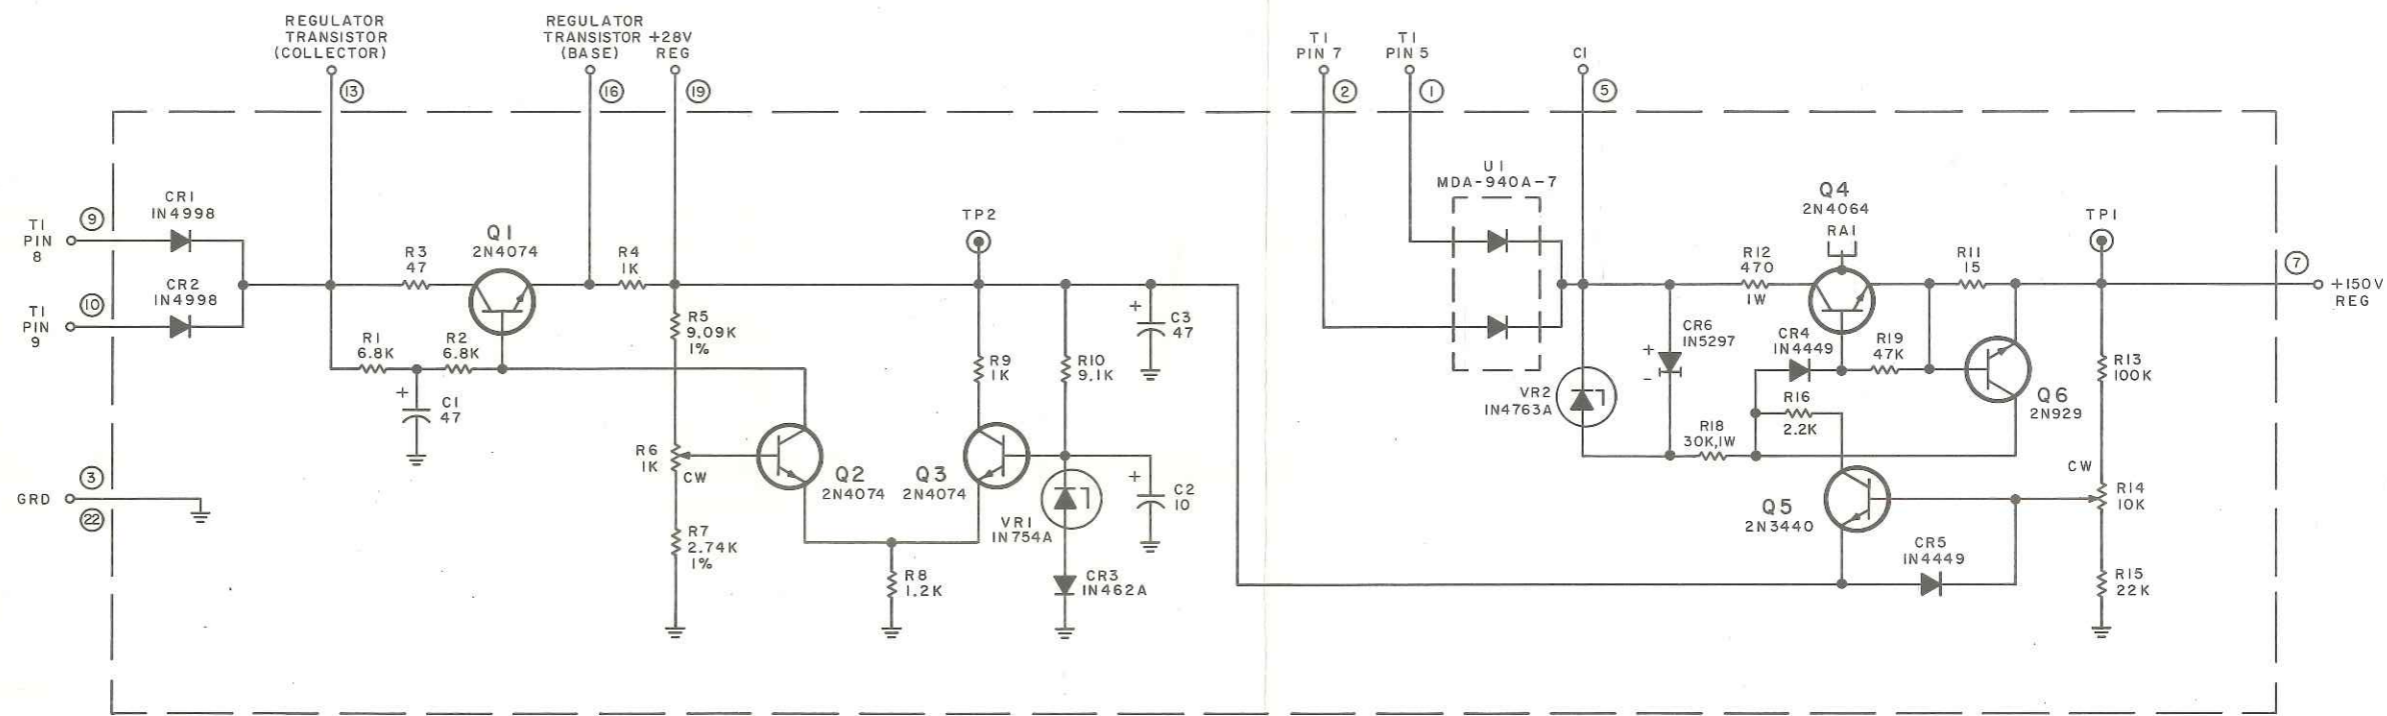 REGULATOR
TRANSISTOR
(COLLECTOR)
13
REGULATOR
TRANSISTOR
(BASE)
16
+28V
REG
19
T1
PIN 7
2
T1
PIN 5
1
C1
5
T1
PIN
8
9
CR1
1N4998
T1
PIN
9
10
CR2
1N4998
R3
47
Q1
2N4074
R4
1K
R1
6.8K
R2
6.8K
+
C1
47
GRD
3
22
R5
9.09K
1%
R6
1K
CW
R7
2.74K
1%
Q2
2N4074
Q3
2N4074
R8
1.2K
TP2
R9
1K
R10
9.1K
VR1
1N754A
CR3
1N462A
+
C3
47
+
C2
10
U1
MDA-940A-7
VR2
1N4763A
+
-
CR6
1N5297
R12
470
1W
Q4
2N4064
RA1
R11
15
CR4
1N4449
R19
47K
R16
2.2K
R18
30K,1W
Q6
2N929
Q5
2N3440
CR5
1N4449
TP1
7
+150V
REG
R13
100K
CW
R14
10K
R15
22K